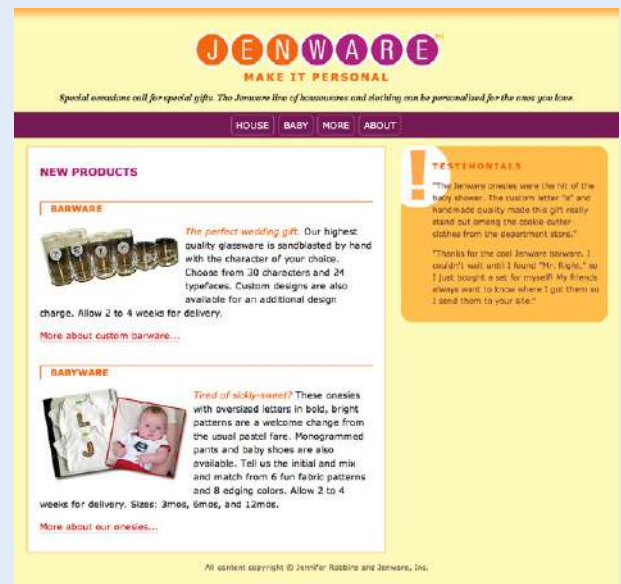 JENWARE™
MAKE IT PERSONAL
Special occasions call for special gifts. The Jenware line of housewares and clothing can be personalized for the ones you love.
HOUSE BABY MORE ABOUT
NEW PRODUCTS
BARWARE
The perfect wedding gift. Our highest
quality glassware is sandblasted by hand
with the character of your choice.
Choose from 30 characters and 24
typefaces. Custom designs are also
available for an additional design
charge. Allow 2 to 4 weeks for delivery.
More about custom barware...
BABYWARE
Tired of sickly-sweet? These onesies
with oversized letters in bold, bright
patterns are a welcome change from
the usual pastel fare. Monogrammed
pants and baby shoes are also
available. Tell us the initial and mix
and match from 6 fun fabric patterns
and 8 edging colors. Allow 2 to 4
weeks for delivery. Sizes: 3mos, 6mos, and 12mos.
More about our onesies...
!
TESTIMONIALS
"The Jenware onesies were the hit of the
baby shower. The custom letter "s" and
handmade quality made this gift really
stand out among the cookie-cutter
clothes from the department store."
"Thanks for the cool Jenware barware. I
couldn't wait until I found "Mr. Right," so
I just bought a set for myself! My friends
always want to know where I got them so
I send them to your site."
All content copyright © Jennifer Robbins and Jenware, Inc.